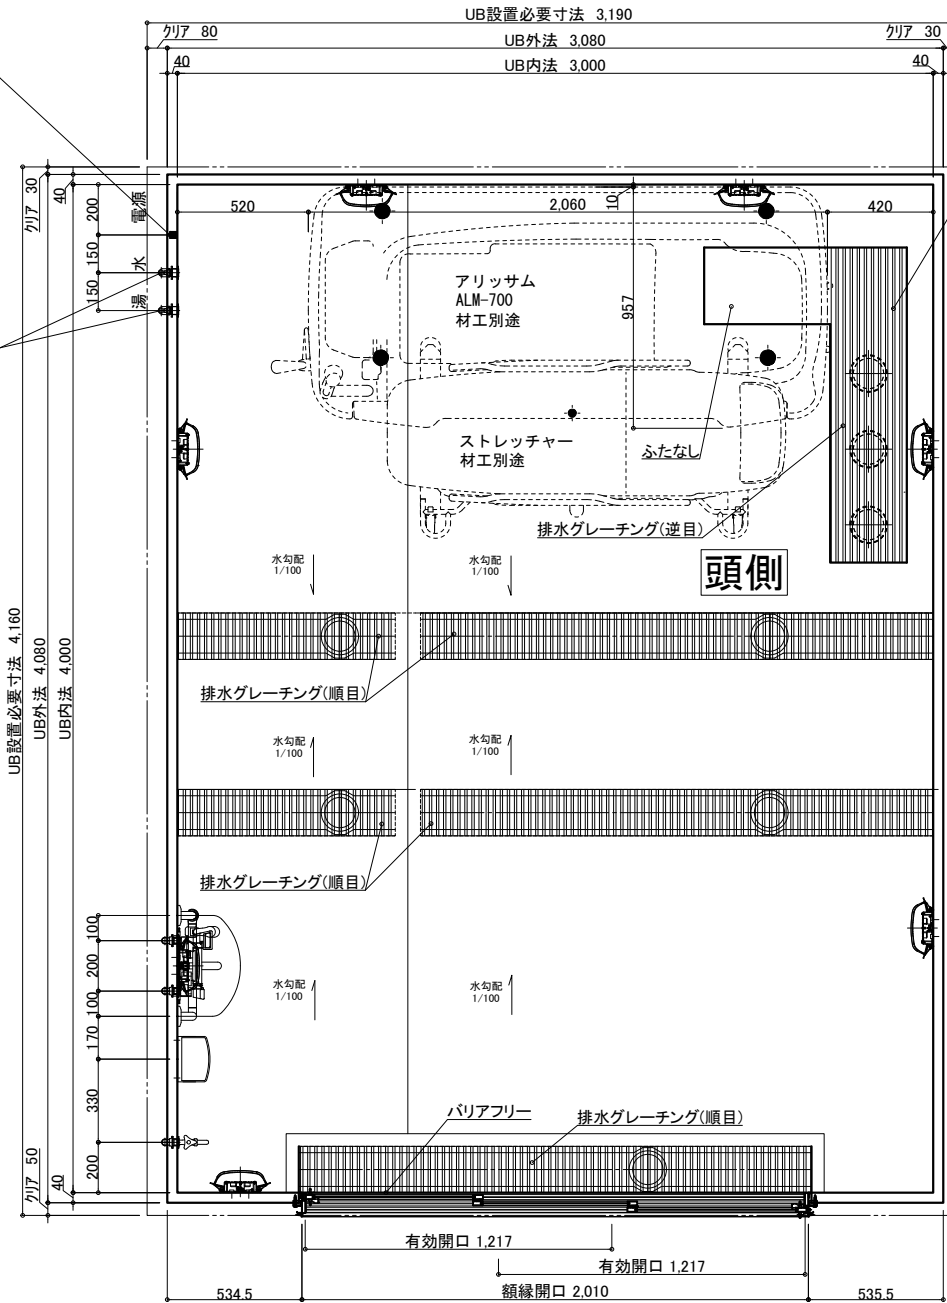 UB設置必要寸法 3,190
クリア 80
UB外法 3,080
クリア 30
40
UB内法 3,000
40
クリア 30
40
200
電源
150
水
150
湯
520
2,060
10
420
アリッサム
ALM-700
材工別途
957
ストレッチャー
材工別途
ふたなし
排水グレーチング(逆目)
頭側
水勾配
1/100
水勾配
1/100
排水グレーチング(順目)
UB設置必要寸法 4,160
UB外法 4,080
UB内法 4,000
水勾配
1/100
水勾配
1/100
排水グレーチング(順目)
100
200
100
170
330
200
水勾配
1/100
水勾配
1/100
バリアフリー
排水グレーチング(順目)
クリア 50
40
有効開口 1,217
有効開口 1,217
534.5
額縁開口 2,010
535.5